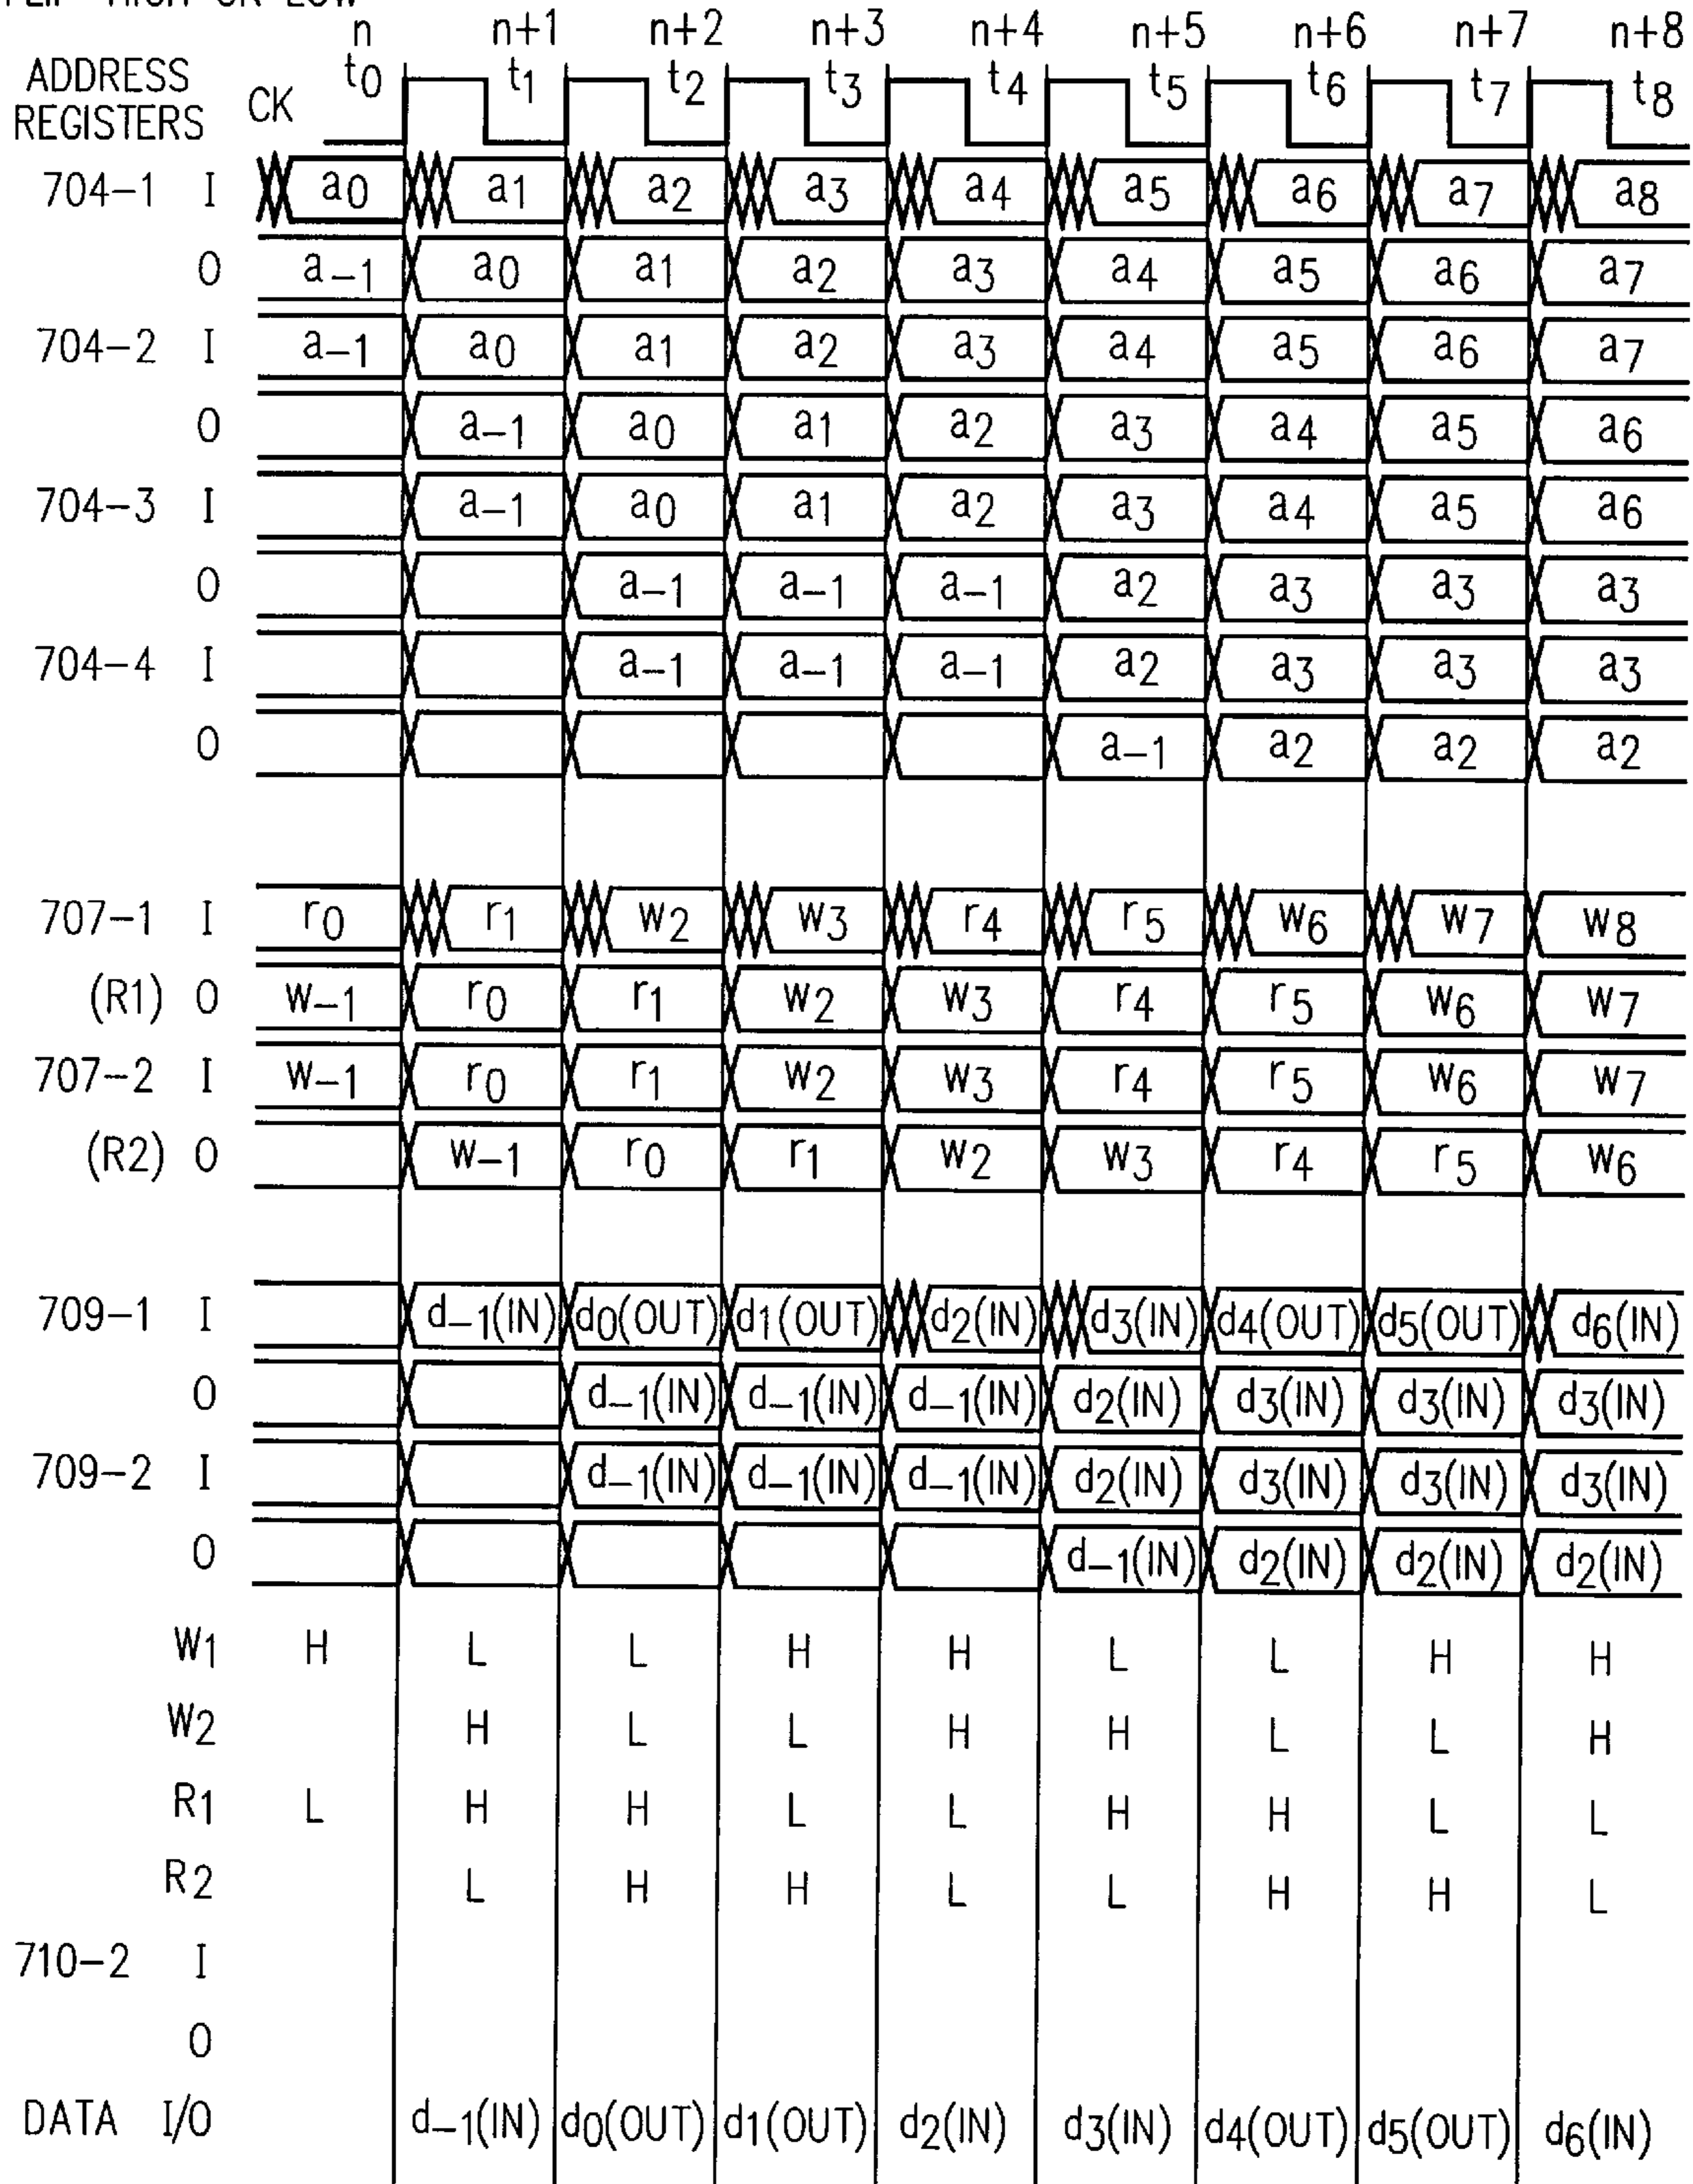 HIGH OR LOW
n n+1 n+2 n+3 n+4 n+5 n+6 n+7 n+8
ADDRESS REGISTERS CK t0 t1 t2 t3 t4 t5 t6 t7 t8
704-1 I a0 a1 a2 a3 a4 a5 a6 a7 a8
O a-1 a0 a1 a2 a3 a4 a5 a6 a7
704-2 I a-1 a0 a1 a2 a3 a4 a5 a6 a7
O a-1 a0 a1 a2 a3 a4 a5 a6
704-3 I a-1 a0 a1 a2 a3 a4 a5 a6
O a-1 a-1 a-1 a2 a3 a3 a3
704-4 I a-1 a-1 a-1 a2 a3 a3 a3
O a-1 a2 a2 a2
707-1 I r0 r1 w2 w3 r4 r5 w6 w7 w8
(R1) O w-1 r0 r1 w2 w3 r4 r5 w6 w7
707-2 I w-1 r0 r1 w2 w3 r4 r5 w6 w7
(R2) O w-1 r0 r1 w2 w3 r4 r5 w6
709-1 I d-1(IN) d0(OUT) d1(OUT) d2(IN) d3(IN) d4(OUT) d5(OUT) d6(IN)
O d-1(IN) d-1(IN) d-1(IN) d2(IN) d3(IN) d3(IN) d3(IN)
709-2 I d-1(IN) d-1(IN) d-1(IN) d2(IN) d3(IN) d3(IN) d3(IN)
O d-1(IN) d2(IN) d2(IN) d2(IN)
W1 H L L H H L L H H
W2 H L L H H L L H
R1 L H H L L H H L L
R2 L H H L L H H L
710-2 I
O
DATA I/O d-1(IN) d0(OUT) d1(OUT) d2(IN) d3(IN) d4(OUT) d5(OUT) d6(IN)